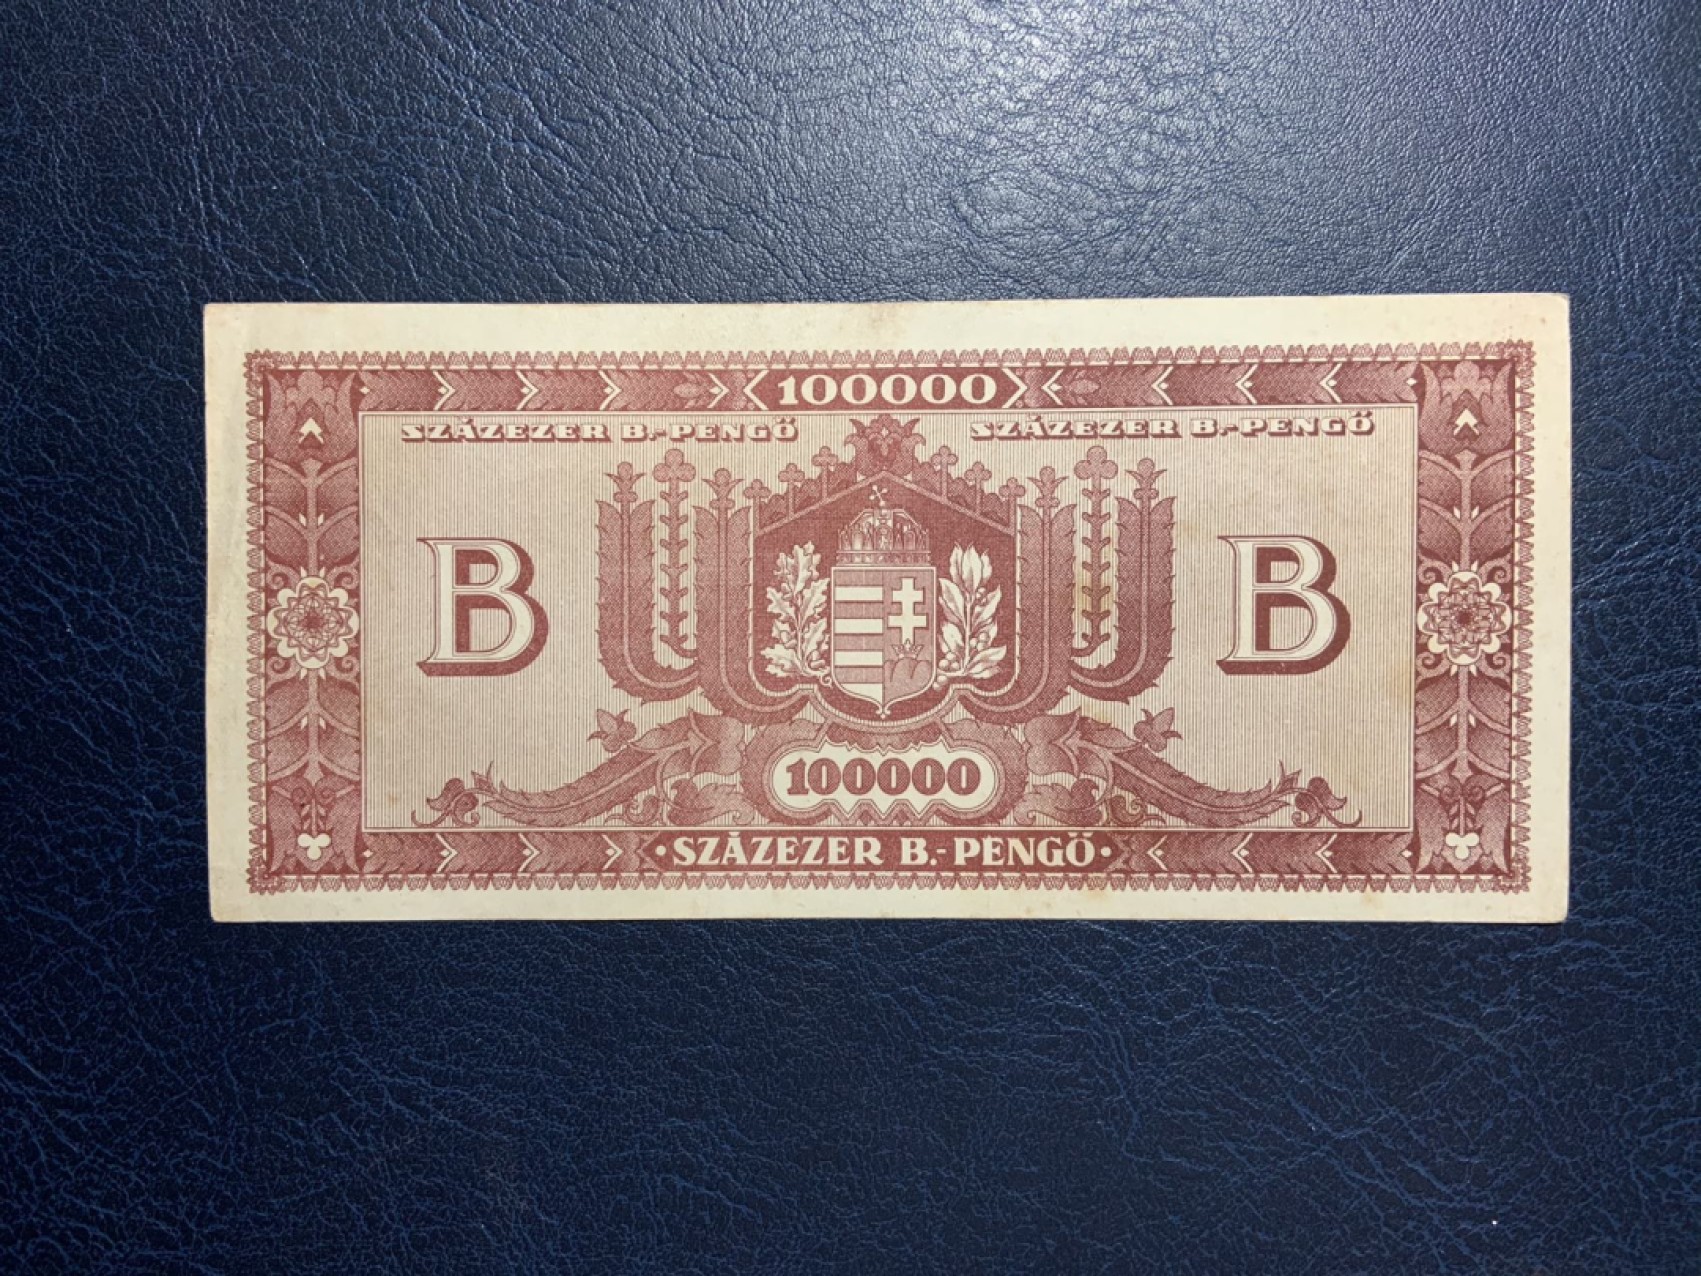 100000
SZÁZEZER B.-PENGŐ SZÁZEZER B.-PENGŐ
B B
100000
·SZÁZEZER B.-PENGŐ·